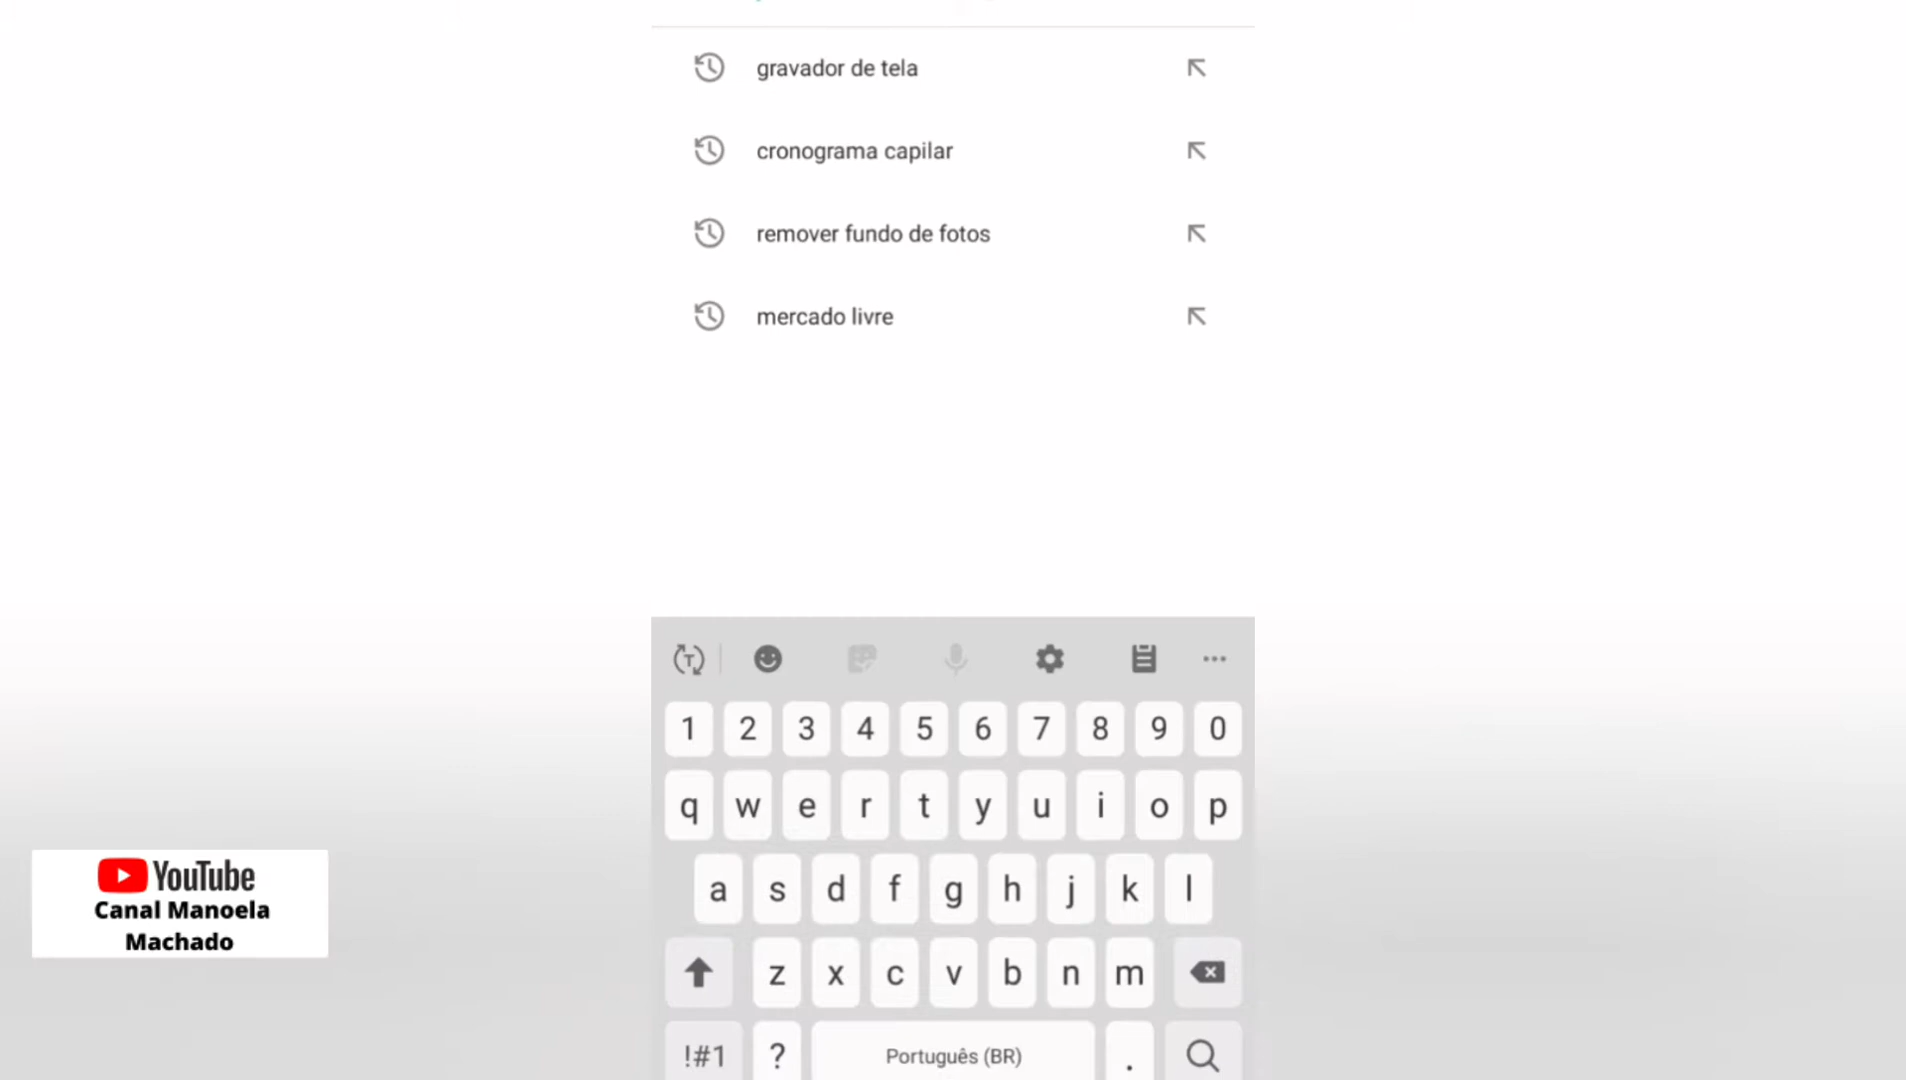 gravador de tela
cronograma capilar
remover fundo de fotos
mercado livre
T
1 2 3 4 5 6 7 8 9 0
q w e r t y u i o p
a s d f g h j k l
z x c v b n m
!#1 ? Português (BR) .
YouTube
Canal Manoela
Machado